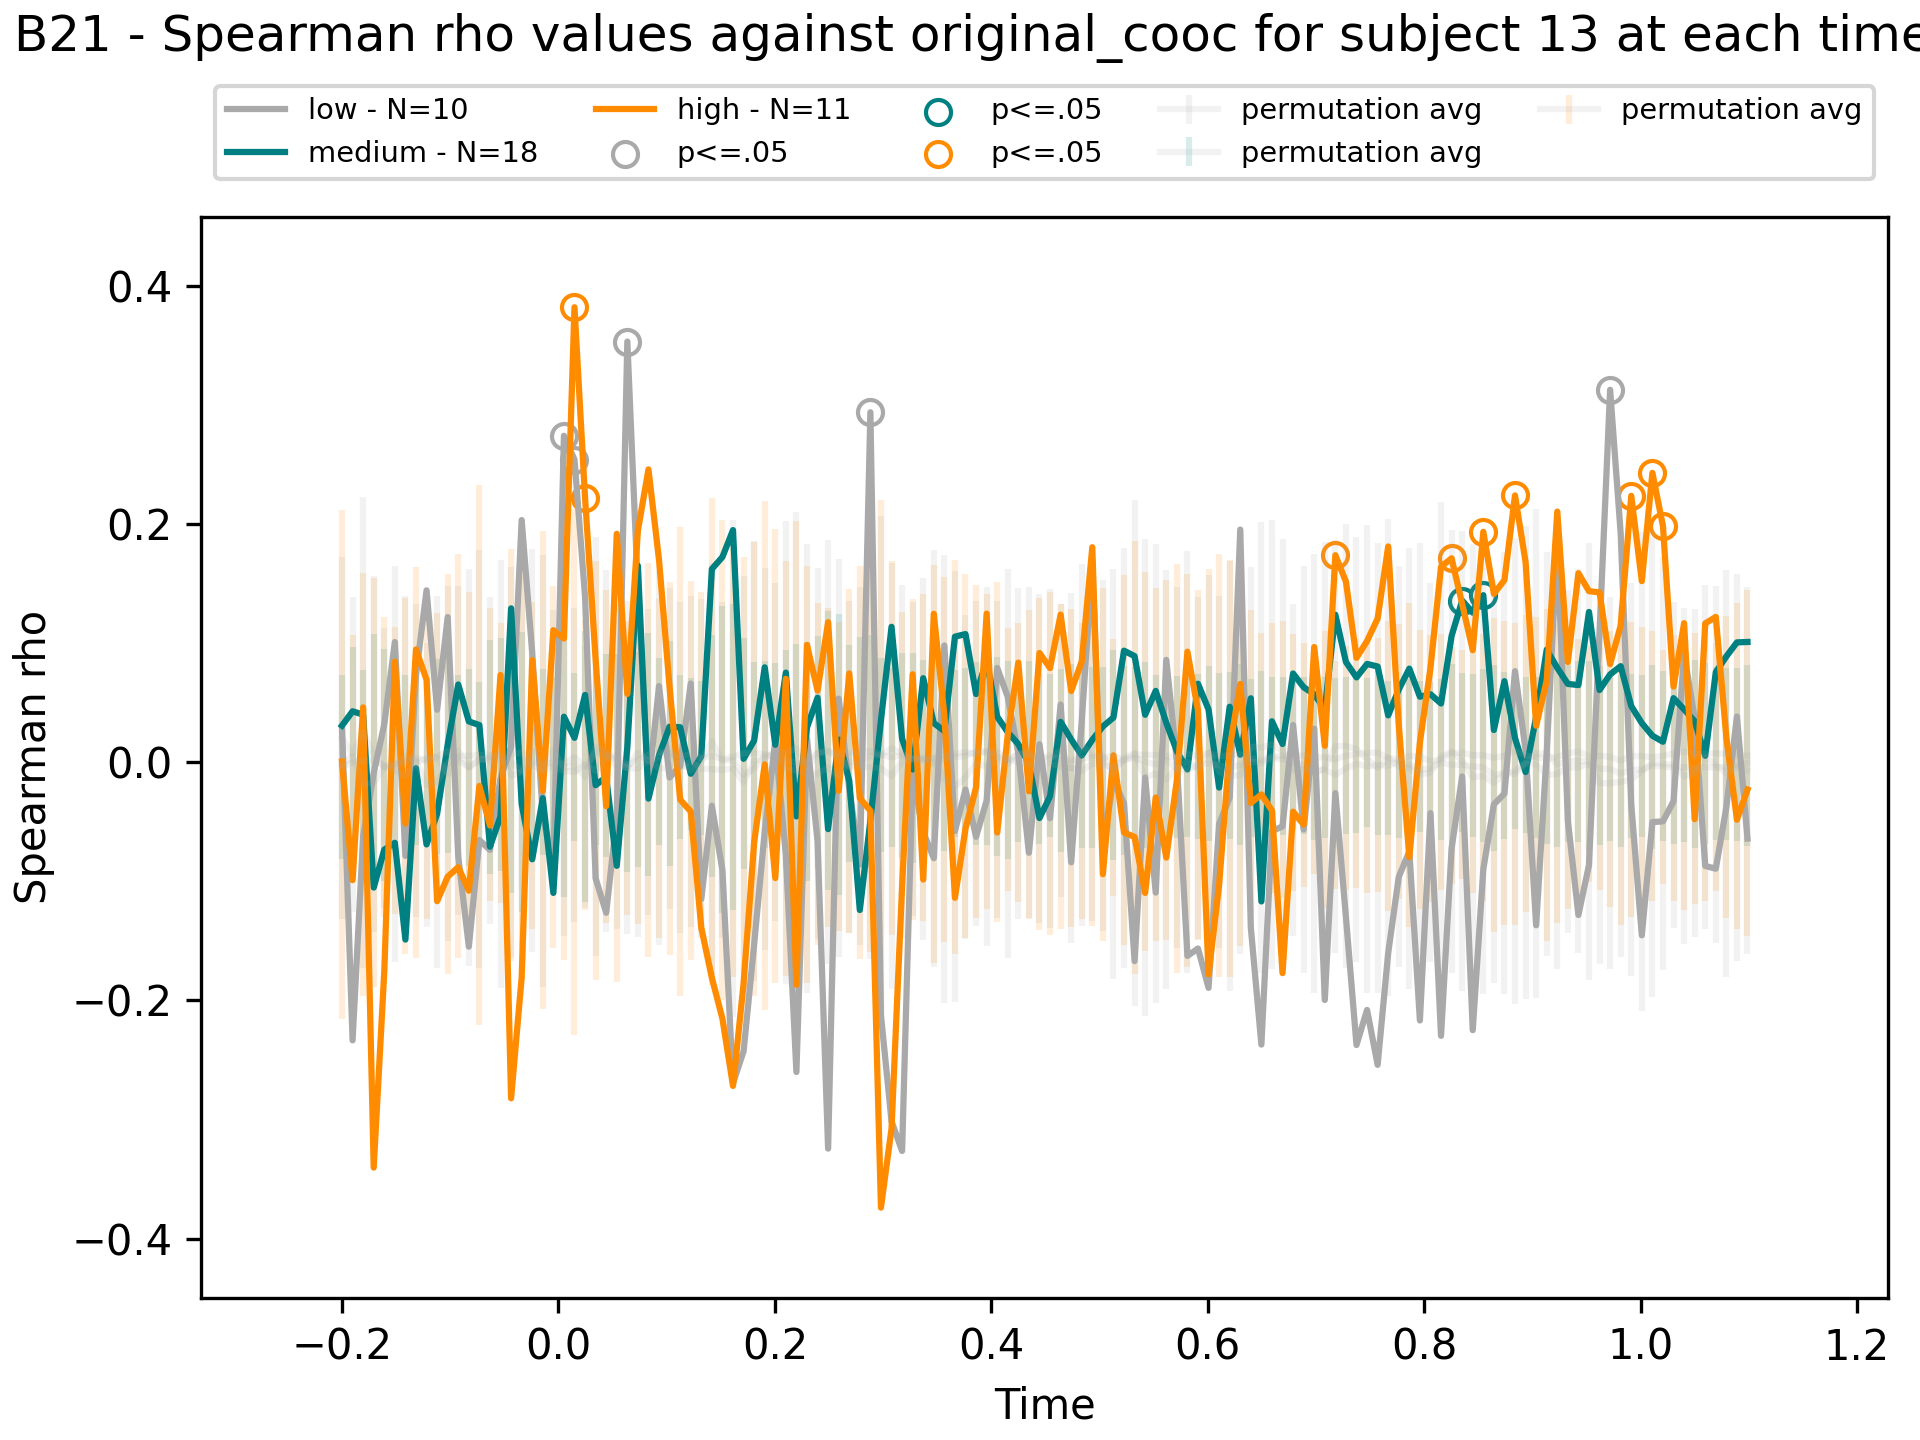 B21 - Spearman rho values against original_cooc for subject 13 at each time
low - N=10
medium - N=18
high - N=11
p<=.05
p<=.05
p<=.05
permutation avg
permutation avg
permutation avg
Spearman rho
0.4
0.2
0.0
−0.2
−0.4
−0.2 0.0 0.2 0.4 0.6 0.8 1.0 1.2
Time